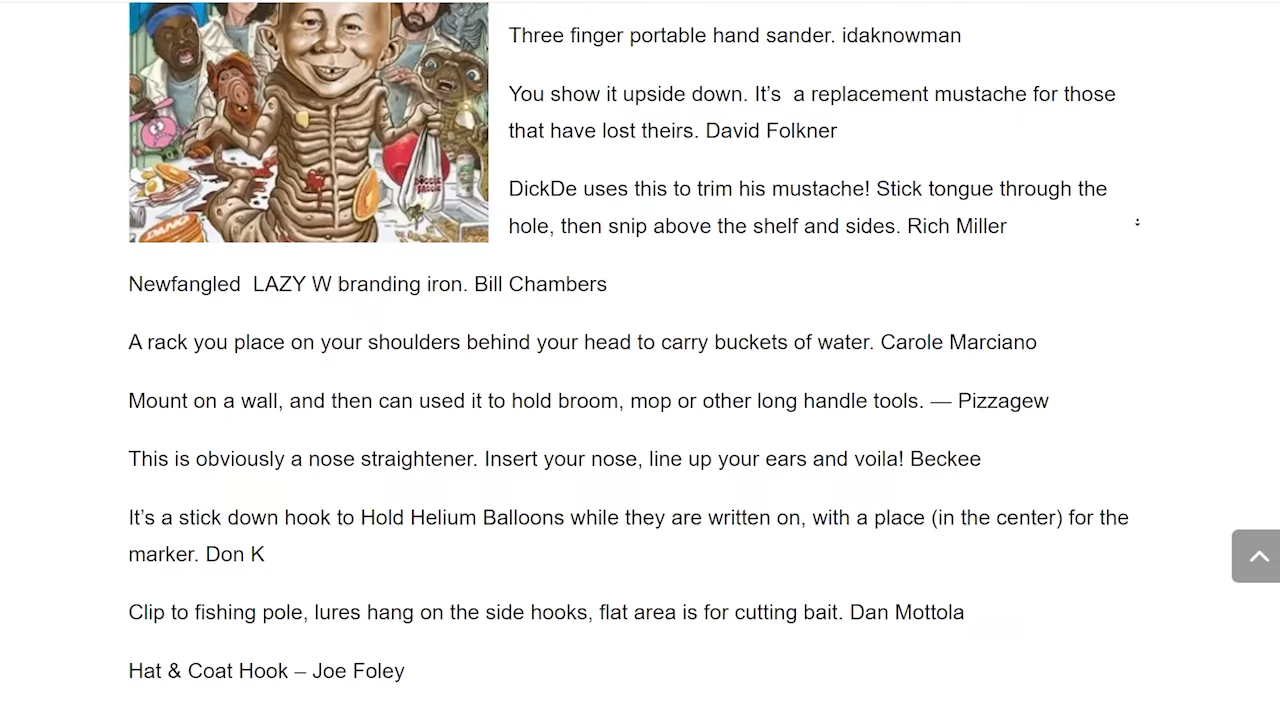 Three finger portable hand sander. idaknowman
You show it upside down. It’s  a replacement mustache for those
that have lost theirs. David Folkner
DickDe uses this to trim his mustache! Stick tongue through the
hole, then snip above the shelf and sides. Rich Miller
DOGGIE BAGGIE
Newfangled  LAZY W branding iron. Bill Chambers
A rack you place on your shoulders behind your head to carry buckets of water. Carole Marciano
Mount on a wall, and then can used it to hold broom, mop or other long handle tools. — Pizzagew
This is obviously a nose straightener. Insert your nose, line up your ears and voila! Beckee
It’s a stick down hook to Hold Helium Balloons while they are written on, with a place (in the center) for the
marker. Don K
Clip to fishing pole, lures hang on the side hooks, flat area is for cutting bait. Dan Mottola
Hat & Coat Hook – Joe Foley